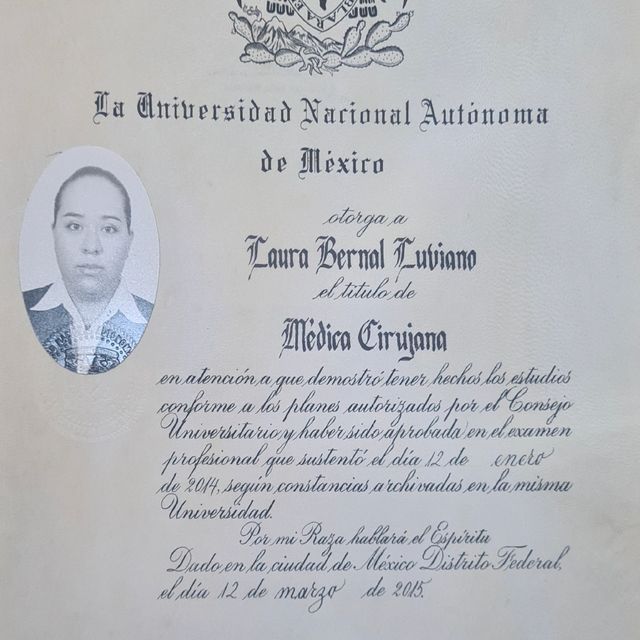 La Universidad Nacional Autónoma
de México
otorga a
Laura Bernal Luviano
el título de
Médica Cirujana
en atención a que demostró tener hechos los estudios
conforme a los planes autorizados por el Consejo
Universitario y haber sido aprobada en el examen
profesional que sustentó el día 12 de enero
de 2014, según constancias archivadas en la misma
Universidad.
Por mi Raza hablará el Espíritu
Dado en la ciudad de México Distrito Federal,
el día 12 de marzo de 2015.